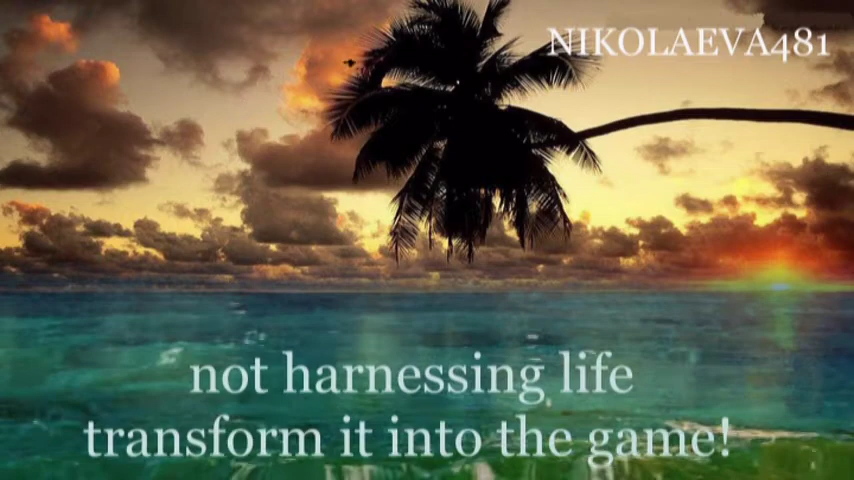 NIKOLAEVA481
not harnessing life
transform it into the game!